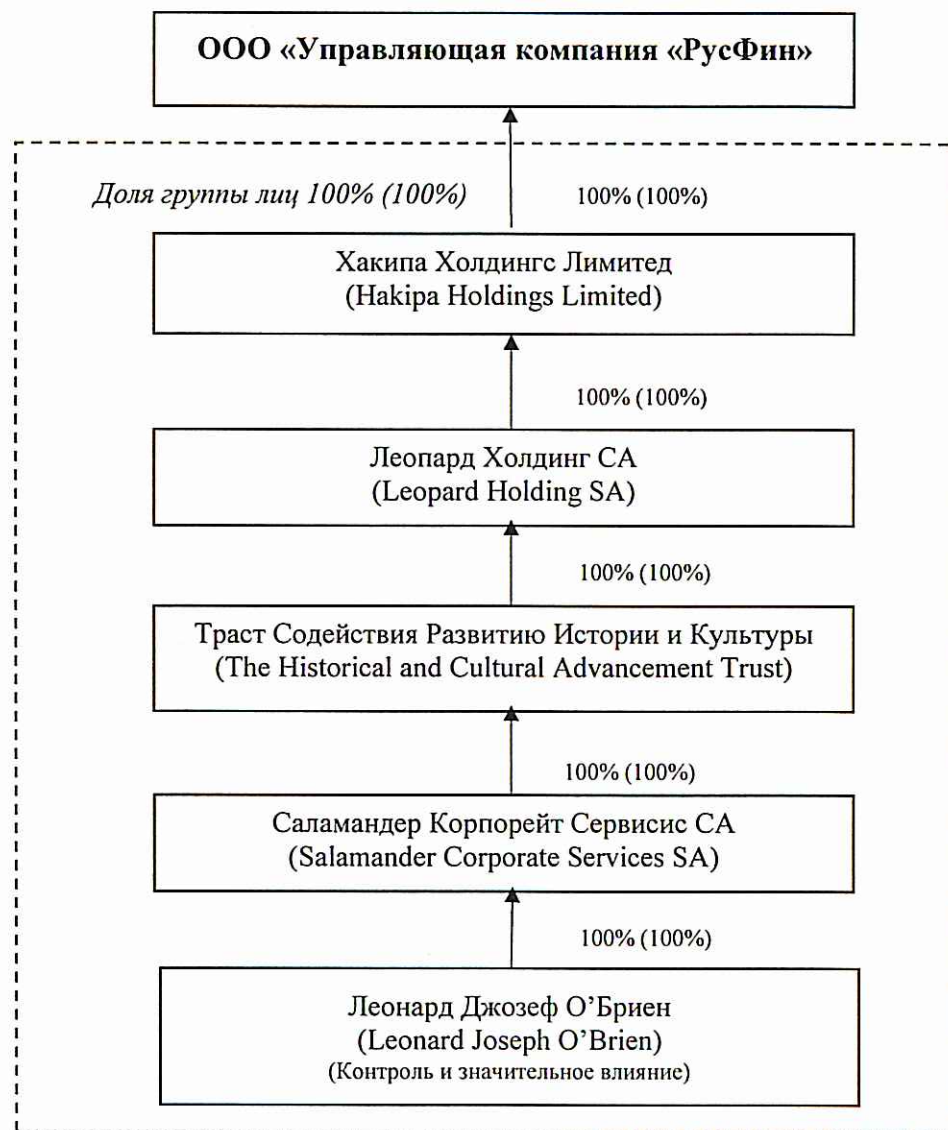 ООО «Управляющая компания «РусФин»
Доля группы лиц 100% (100%)
100% (100%)
Хакипа Холдингс Лимитед
(Hakipa Holdings Limited)
100% (100%)
Леопард Холдинг СА
(Leopard Holding SA)
100% (100%)
Траст Содействия Развитию Истории и Культуры
(The Historical and Cultural Advancement Trust)
100% (100%)
Саламандер Корпорейт Сервисис СА
(Salamander Corporate Services SA)
100% (100%)
Леонард Джозеф О’Бриен
(Leonard Joseph O’Brien)
(Контроль и значительное влияние)